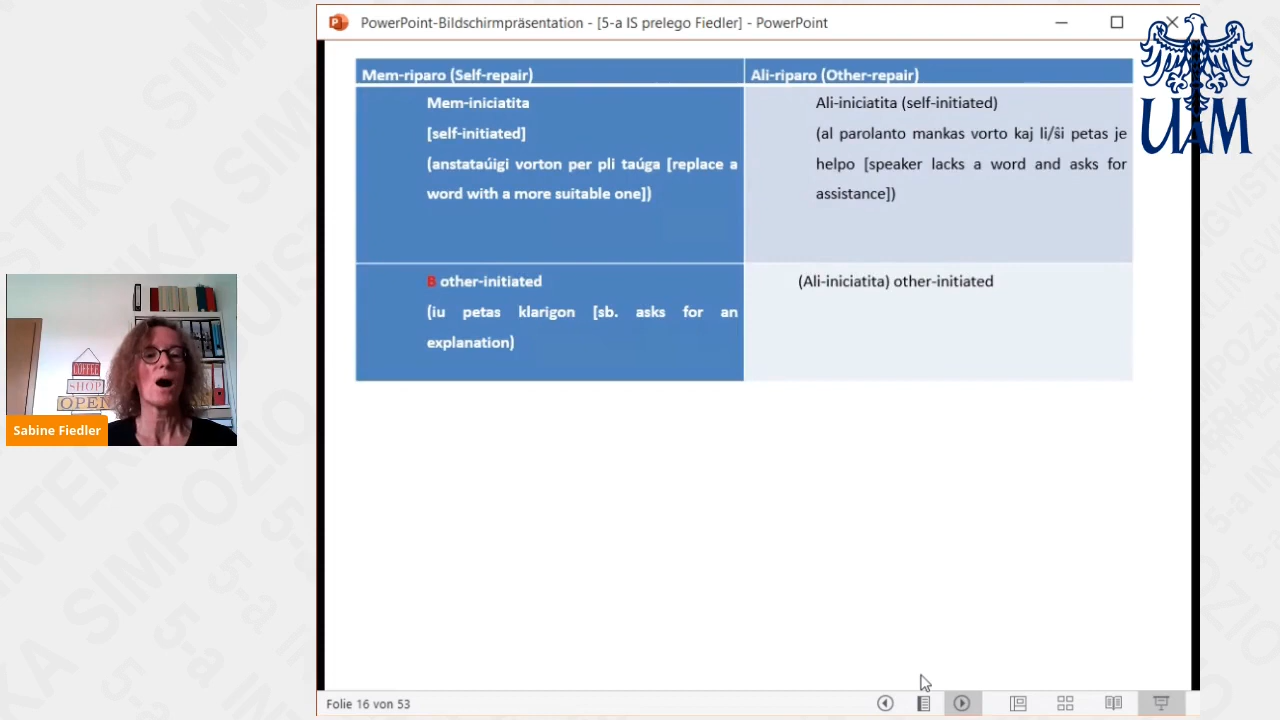 PowerPoint-Bildschirmpräsentation - [5-a IS prelego Fiedler] - PowerPoint
UAM
Mem-riparo (Self-repair)
Ali-riparo (Other-repair)
Mem-iniciatita
[self-initiated]
(anstataúigi vorton per pli taúga [replace a
word with a more suitable one])
Ali-iniciatita (self-initiated)
(al parolanto mankas vorto kaj li/ŝi petas je
helpo [speaker lacks a word and asks for
assistance])
B other-initiated
(iu petas klarigon [sb. asks for an
explanation)
(Ali-iniciatita) other-initiated
COFFEE
SHOP
OPEN
Sabine Fiedler
Folie 16 von 53